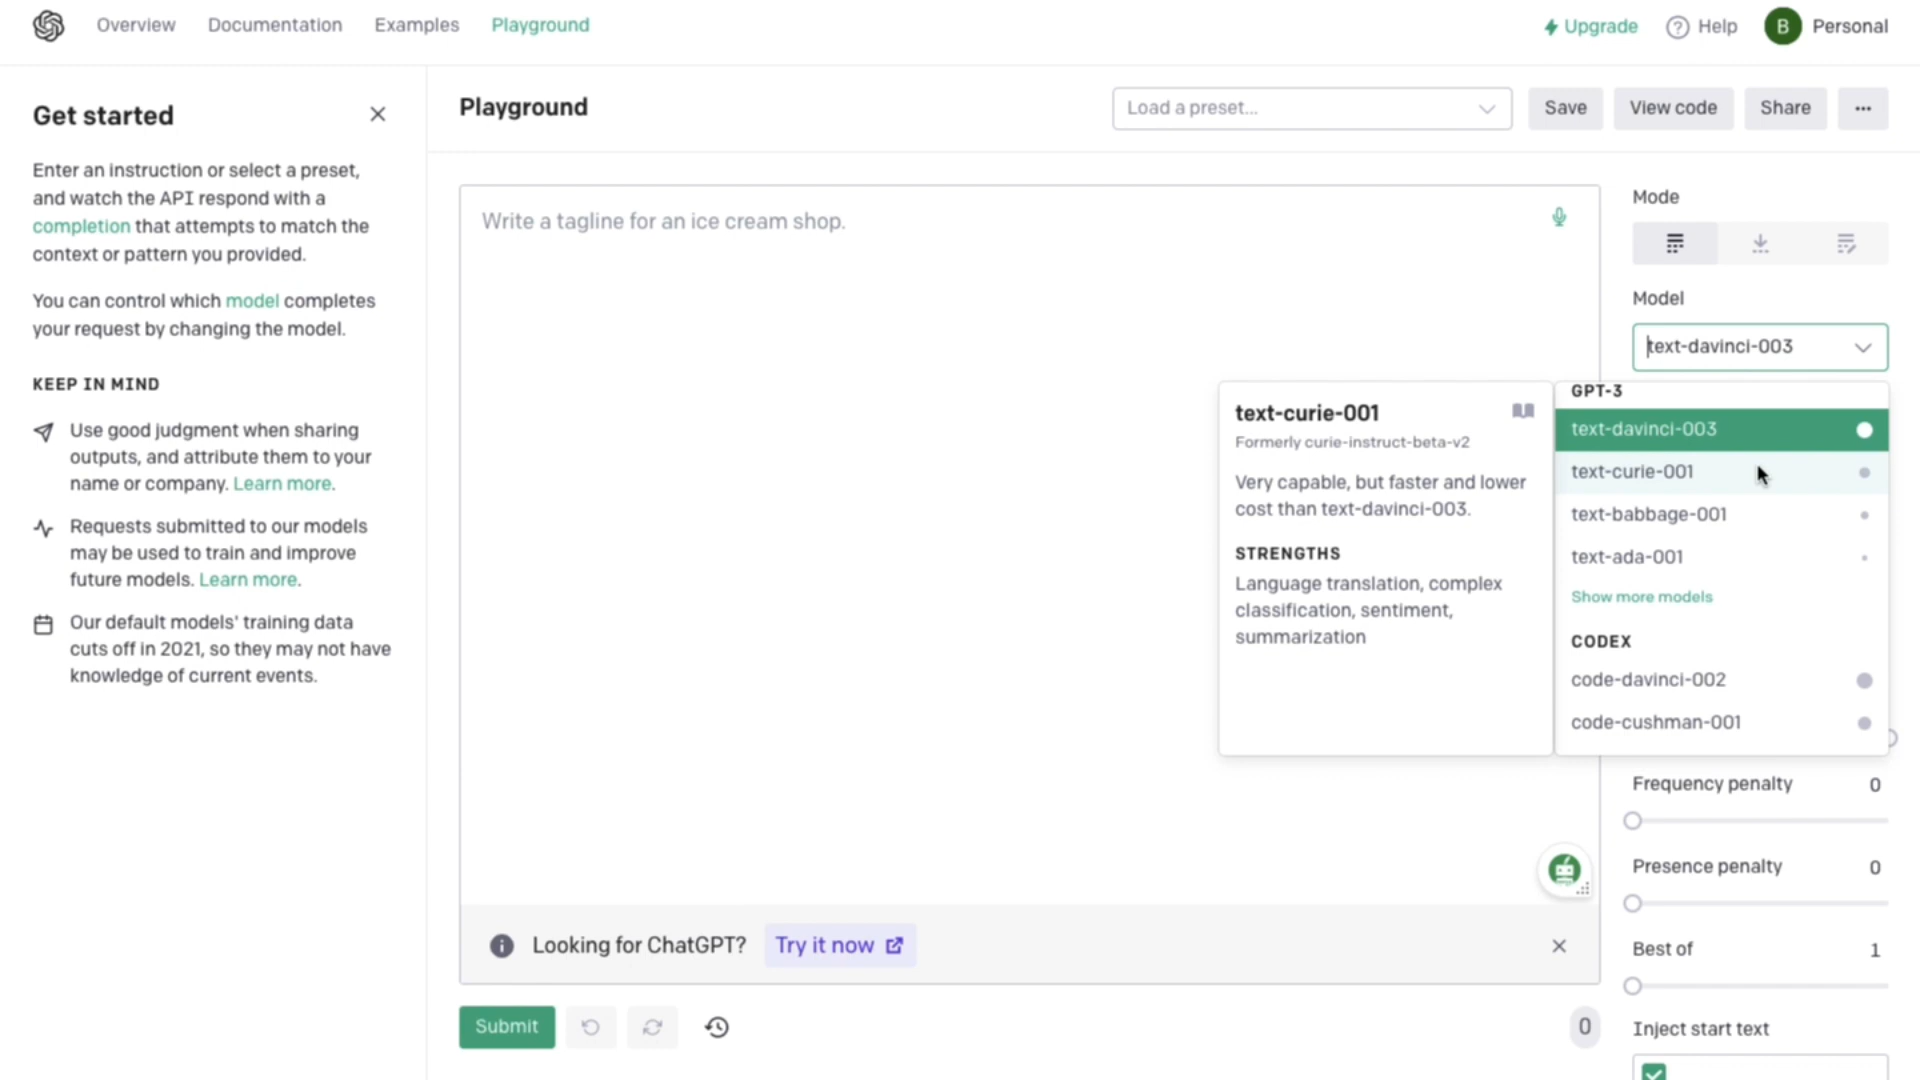 Overview
Documentation
Examples
Playground
Upgrade
Help
B
Personal
Get started
Enter an instruction or select a preset,
and watch the API respond with a
completion that attempts to match the
context or pattern you provided.
You can control which model completes
your request by changing the model.
KEEP IN MIND
Use good judgment when sharing
outputs, and attribute them to your
name or company. Learn more.
Requests submitted to our models
may be used to train and improve
future models. Learn more.
Our default models' training data
cuts off in 2021, so they may not have
knowledge of current events.
Playground
Load a preset...
Save
View code
Share
...
Write a tagline for an ice cream shop.
Looking for ChatGPT?
Try it now
Submit
0
Mode
Model
text-davinci-003
text-curie-001
Formerly curie-instruct-beta-v2
Very capable, but faster and lower
cost than text-davinci-003.
STRENGTHS
Language translation, complex
classification, sentiment,
summarization
GPT-3
text-davinci-003
text-curie-001
text-babbage-001
text-ada-001
Show more models
CODEX
code-davinci-002
code-cushman-001
Frequency penalty 0
Presence penalty 0
Best of 1
Inject start text